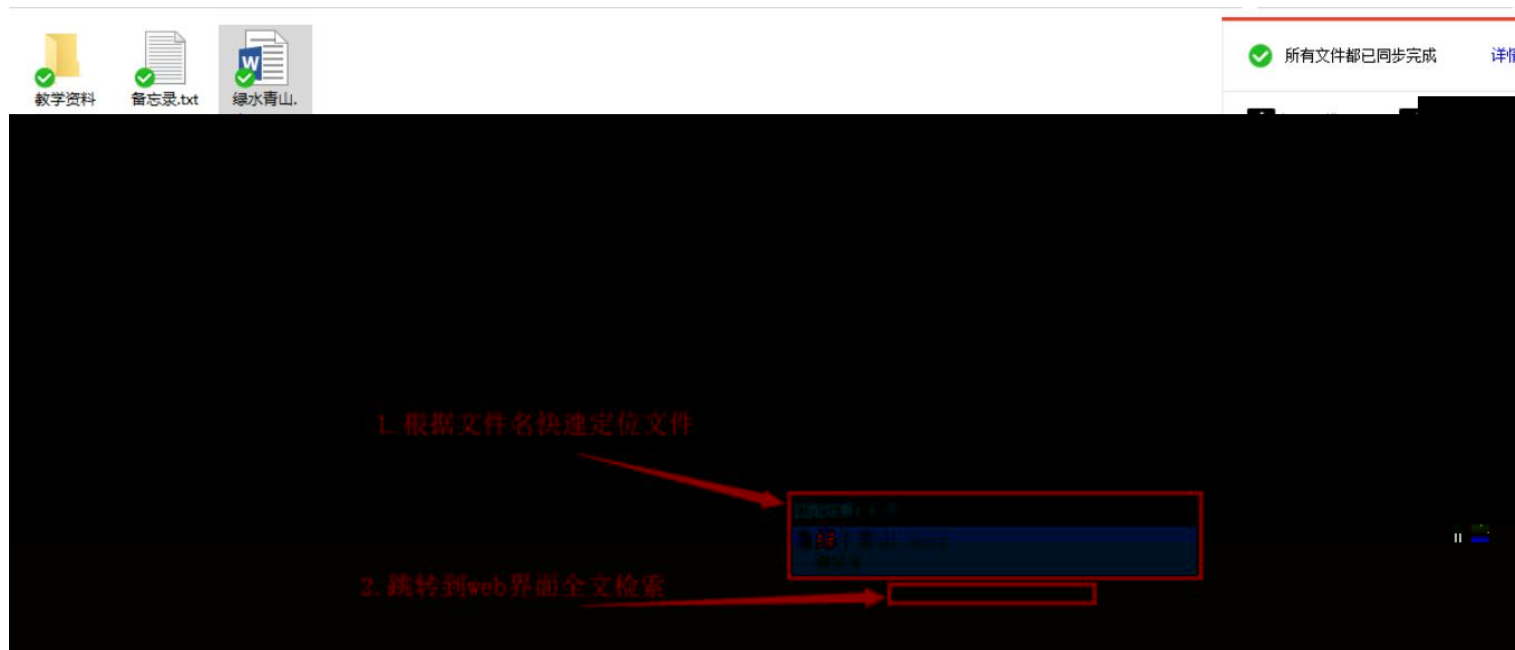 所有文件都已同步完成 详情
教学资料 备忘录.txt 绿水青山.
1.根据文件名快速定位文件
2.跳转到web界面全文检索